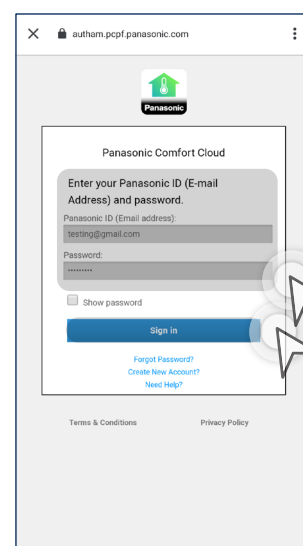 autham.pcpf.panasonic.com
Panasonic
Panasonic Comfort Cloud
Enter your Panasonic ID (E-mail
Address) and password.
Panasonic ID (Email address):
testing@gmail.com
Password:
Show password
Sign in
Forgot Password?
Create New Account?
Need Help?
Terms & Conditions Privacy Policy